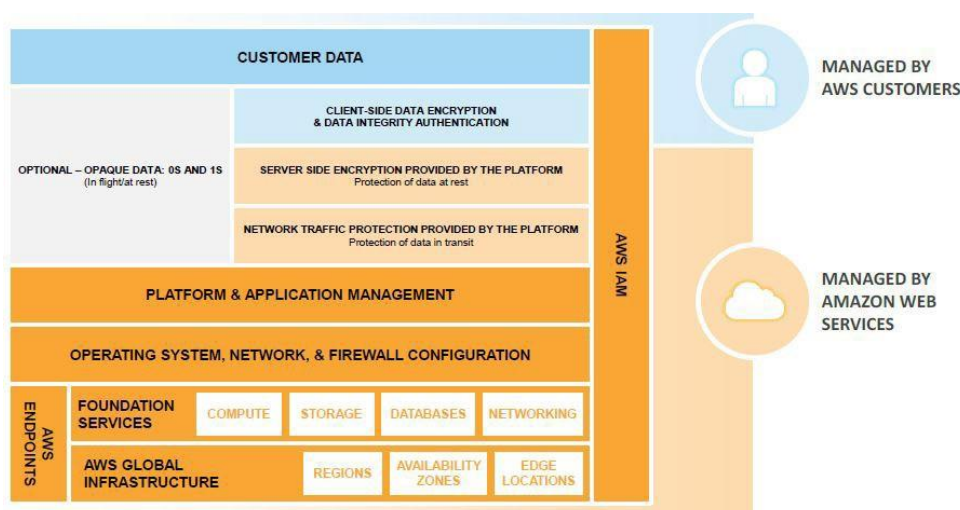 CUSTOMER DATA
MANAGED BY
AWS CUSTOMERS
CLIENT-SIDE DATA ENCRYPTION
& DATA INTEGRITY AUTHENTICATION
OPTIONAL – OPAQUE DATA: 0S AND 1S
(In flight/at rest)
SERVER SIDE ENCRYPTION PROVIDED BY THE PLATFORM
Protection of data at rest
NETWORK TRAFFIC PROTECTION PROVIDED BY THE PLATFORM
Protection of data in transit
AWS IAM
MANAGED BY
AMAZON WEB
SERVICES
PLATFORM & APPLICATION MANAGEMENT
OPERATING SYSTEM, NETWORK, & FIREWALL CONFIGURATION
AWS
ENDPOINTS
FOUNDATION
SERVICES
COMPUTE
STORAGE
DATABASES
NETWORKING
AWS GLOBAL
INFRASTRUCTURE
REGIONS
AVAILABILITY
ZONES
EDGE
LOCATIONS